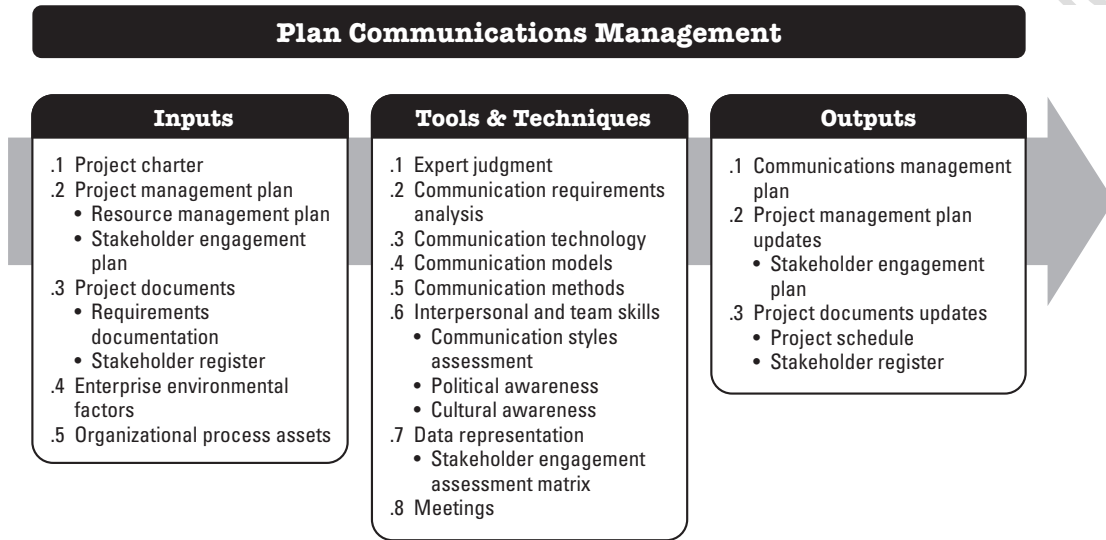 Plan Communications Management
Inputs
.1 Project charter
.2 Project management plan
• Resource management plan
• Stakeholder engagement
plan
.3 Project documents
• Requirements
documentation
• Stakeholder register
.4 Enterprise environmental
factors
.5 Organizational process assets
Tools & Techniques
.1 Expert judgment
.2 Communication requirements
analysis
.3 Communication technology
.4 Communication models
.5 Communication methods
.6 Interpersonal and team skills
• Communication styles
assessment
• Political awareness
• Cultural awareness
.7 Data representation
• Stakeholder engagement
assessment matrix
.8 Meetings
Outputs
.1 Communications management
plan
.2 Project management plan
updates
• Stakeholder engagement
plan
.3 Project documents updates
• Project schedule
• Stakeholder register